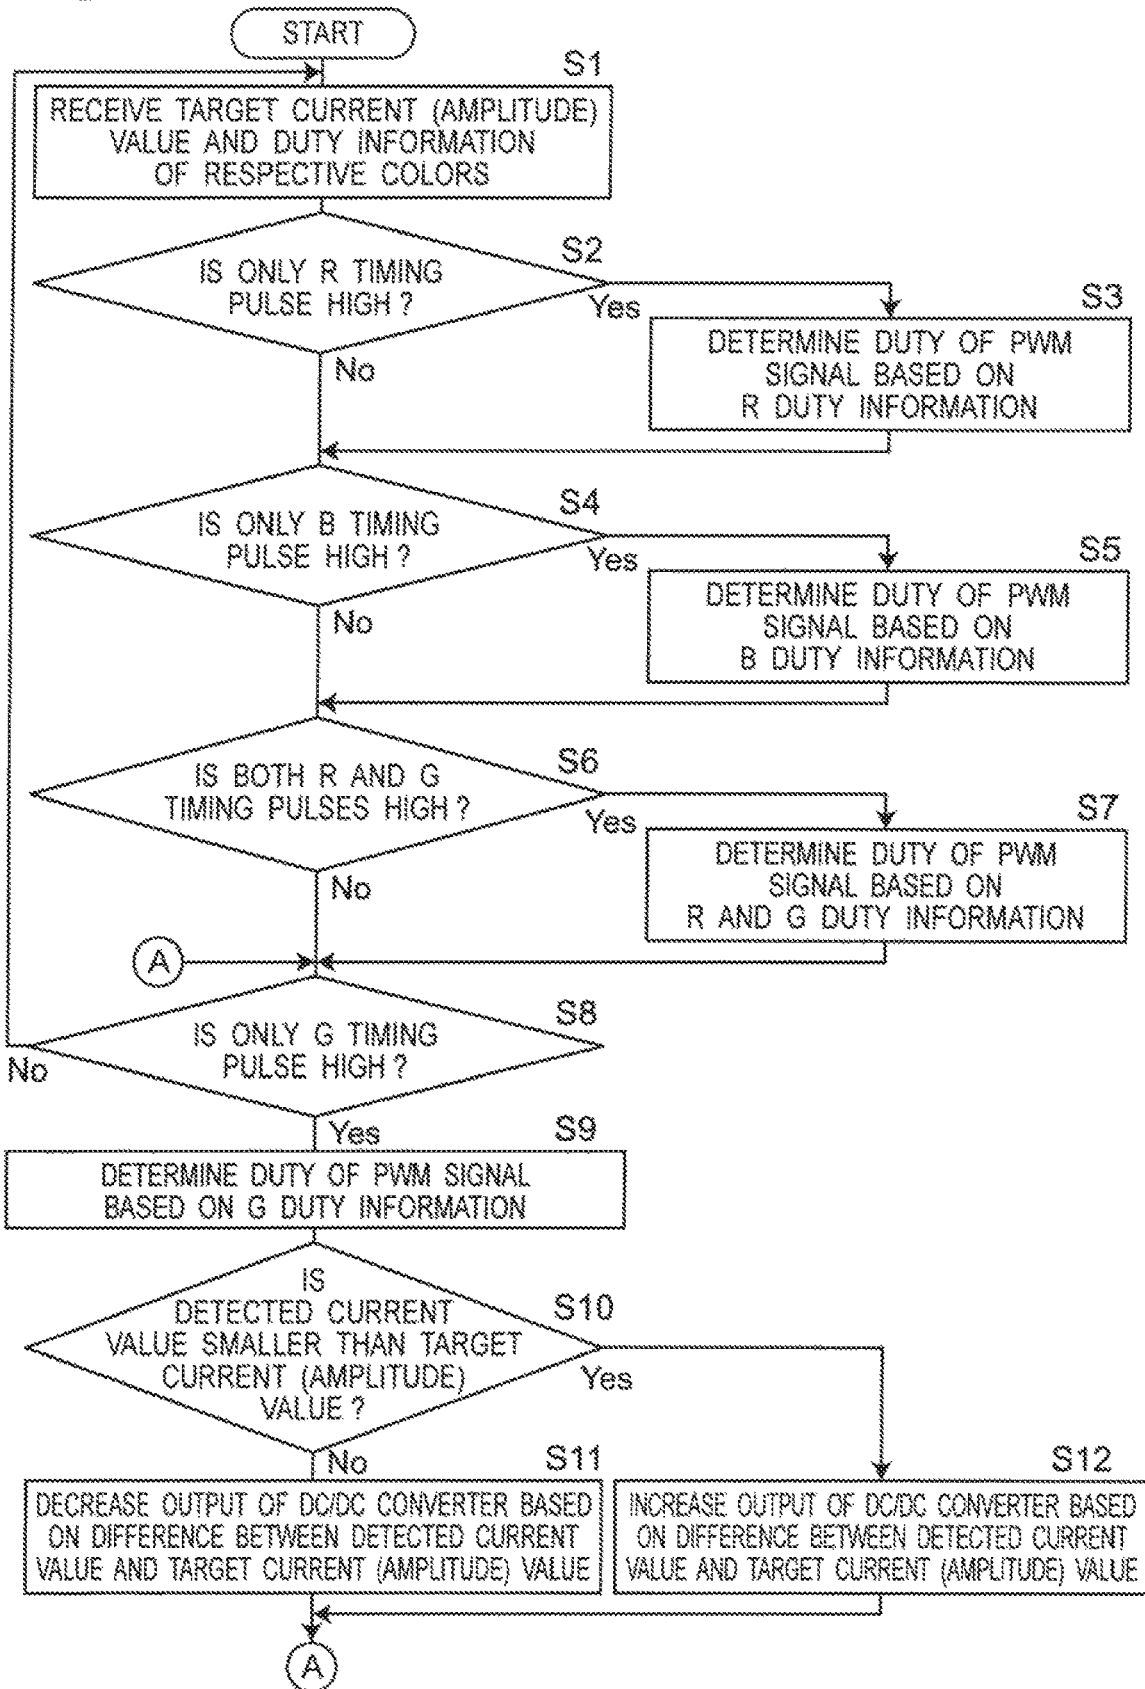 START
S1
RECEIVE TARGET CURRENT (AMPLITUDE)
VALUE AND DUTY INFORMATION
OF RESPECTIVE COLORS
S2
IS ONLY R TIMING
PULSE HIGH ?
Yes
No
S3
DETERMINE DUTY OF PWM
SIGNAL BASED ON
R DUTY INFORMATION
S4
IS ONLY B TIMING
PULSE HIGH ?
Yes
No
S5
DETERMINE DUTY OF PWM
SIGNAL BASED ON
B DUTY INFORMATION
S6
IS BOTH R AND G
TIMING PULSES HIGH ?
Yes
No
S7
DETERMINE DUTY OF PWM
SIGNAL BASED ON
R AND G DUTY INFORMATION
A
S8
IS ONLY G TIMING
PULSE HIGH ?
No
Yes
S9
DETERMINE DUTY OF PWM SIGNAL
BASED ON G DUTY INFORMATION
S10
IS
DETECTED CURRENT
VALUE SMALLER THAN TARGET
CURRENT (AMPLITUDE)
VALUE ?
Yes
No
S11
DECREASE OUTPUT OF DC/DC CONVERTER BASED
ON DIFFERENCE BETWEEN DETECTED CURRENT
VALUE AND TARGET CURRENT (AMPLITUDE) VALUE
S12
INCREASE OUTPUT OF DC/DC CONVERTER BASED
ON DIFFERENCE BETWEEN DETECTED CURRENT
VALUE AND TARGET CURRENT (AMPLITUDE) VALUE
A